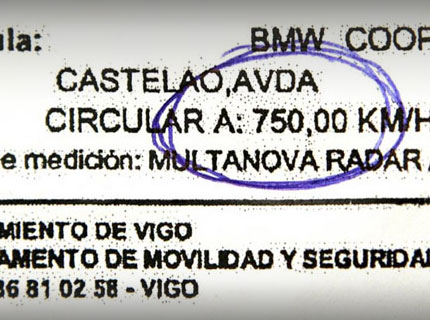 ula: BMW COOP
CASTELAO,AVDA
CIRCULAR A: 750,00 KM/H
e medición: MULTANOVA RADAR
MIENTO DE VIGO
AMENTO DE MOVILIDAD Y SEGURIDA
36 81 02 58 - VIGO